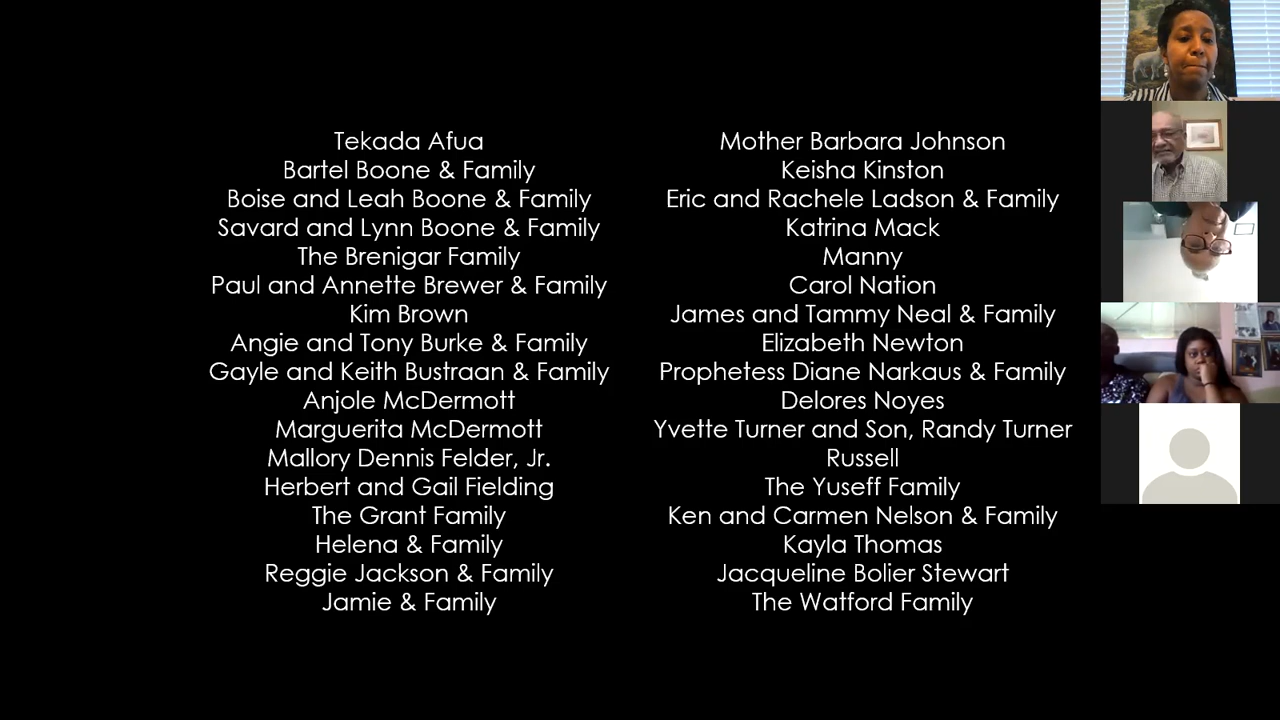 Tekada Afua
Bartel Boone & Family
Boise and Leah Boone & Family
Savard and Lynn Boone & Family
The Brenigar Family
Paul and Annette Brewer & Family
Kim Brown
Angie and Tony Burke & Family
Gayle and Keith Bustraan & Family
Anjole McDermott
Marguerita McDermott
Mallory Dennis Felder, Jr.
Herbert and Gail Fielding
The Grant Family
Helena & Family
Reggie Jackson & Family
Jamie & Family
Mother Barbara Johnson
Keisha Kinston
Eric and Rachele Ladson & Family
Katrina Mack
Manny
Carol Nation
James and Tammy Neal & Family
Elizabeth Newton
Prophetess Diane Narkaus & Family
Delores Noyes
Yvette Turner and Son, Randy Turner
Russell
The Yuseff Family
Ken and Carmen Nelson & Family
Kayla Thomas
Jacqueline Bolier Stewart
The Watford Family